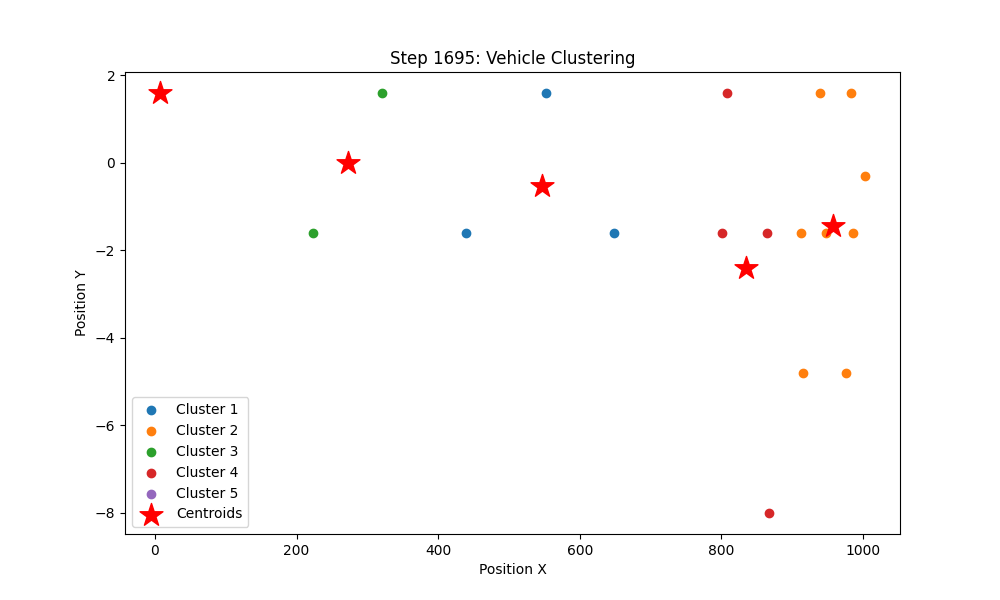 Step 1695: Vehicle Clustering
Position Y
2
0
−2
−4
−6
−8
Cluster 1
Cluster 2
Cluster 3
Cluster 4
Cluster 5
Centroids
0 200 400 600 800 1000
Position X